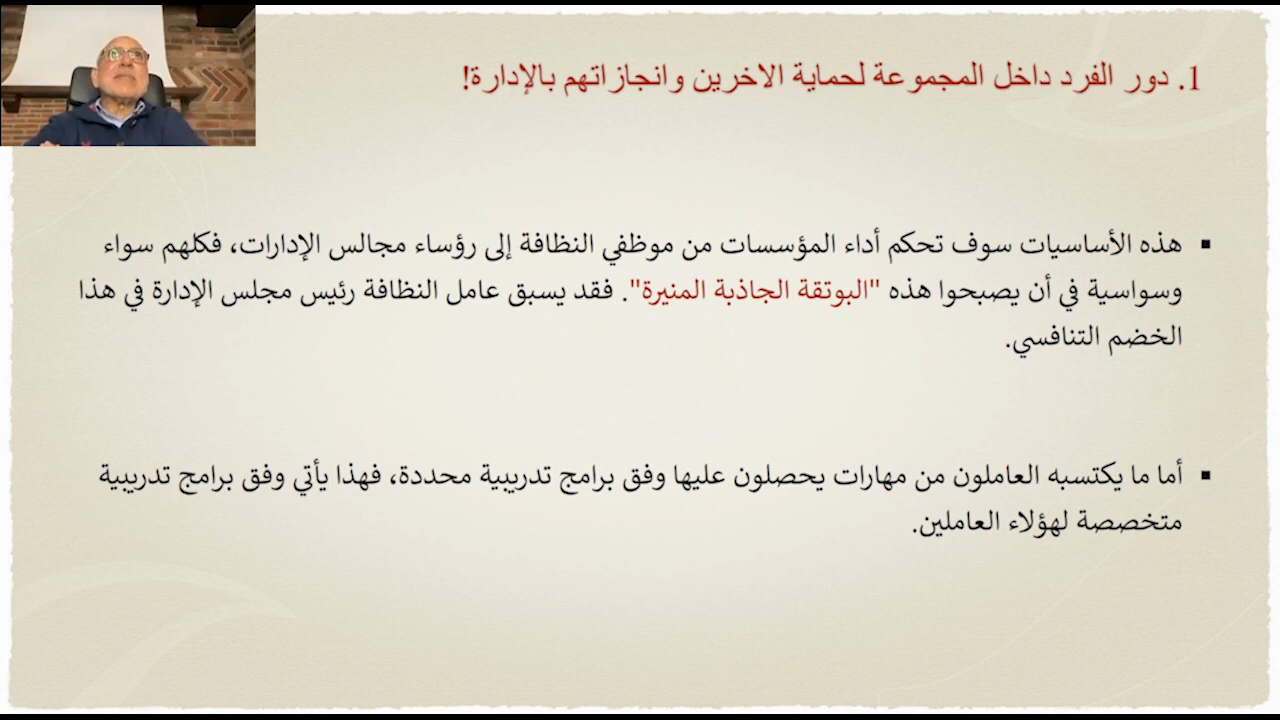 1. دور الفرد داخل المجموعة لحماية الاخرين وانجازاتهم بالإدارة!
▪ هذه الأساسيات سوف تحكم أداء المؤسسات من موظفي النظافة إلى رؤساء مجالس الإدارات، فكلهم سواء
وسواسية في أن يصبحوا هذه "البوتقة الجاذبة المنيرة". فقد يسبق عامل النظافة رئيس مجلس الإدارة في هذا
الخضم التنافسي.
▪ أما ما يكتسبه العاملون من مهارات يحصلون عليها وفق برامج تدريبية محددة، فهذا يأتي وفق برامج تدريبية
متخصصة لهؤلاء العاملين.